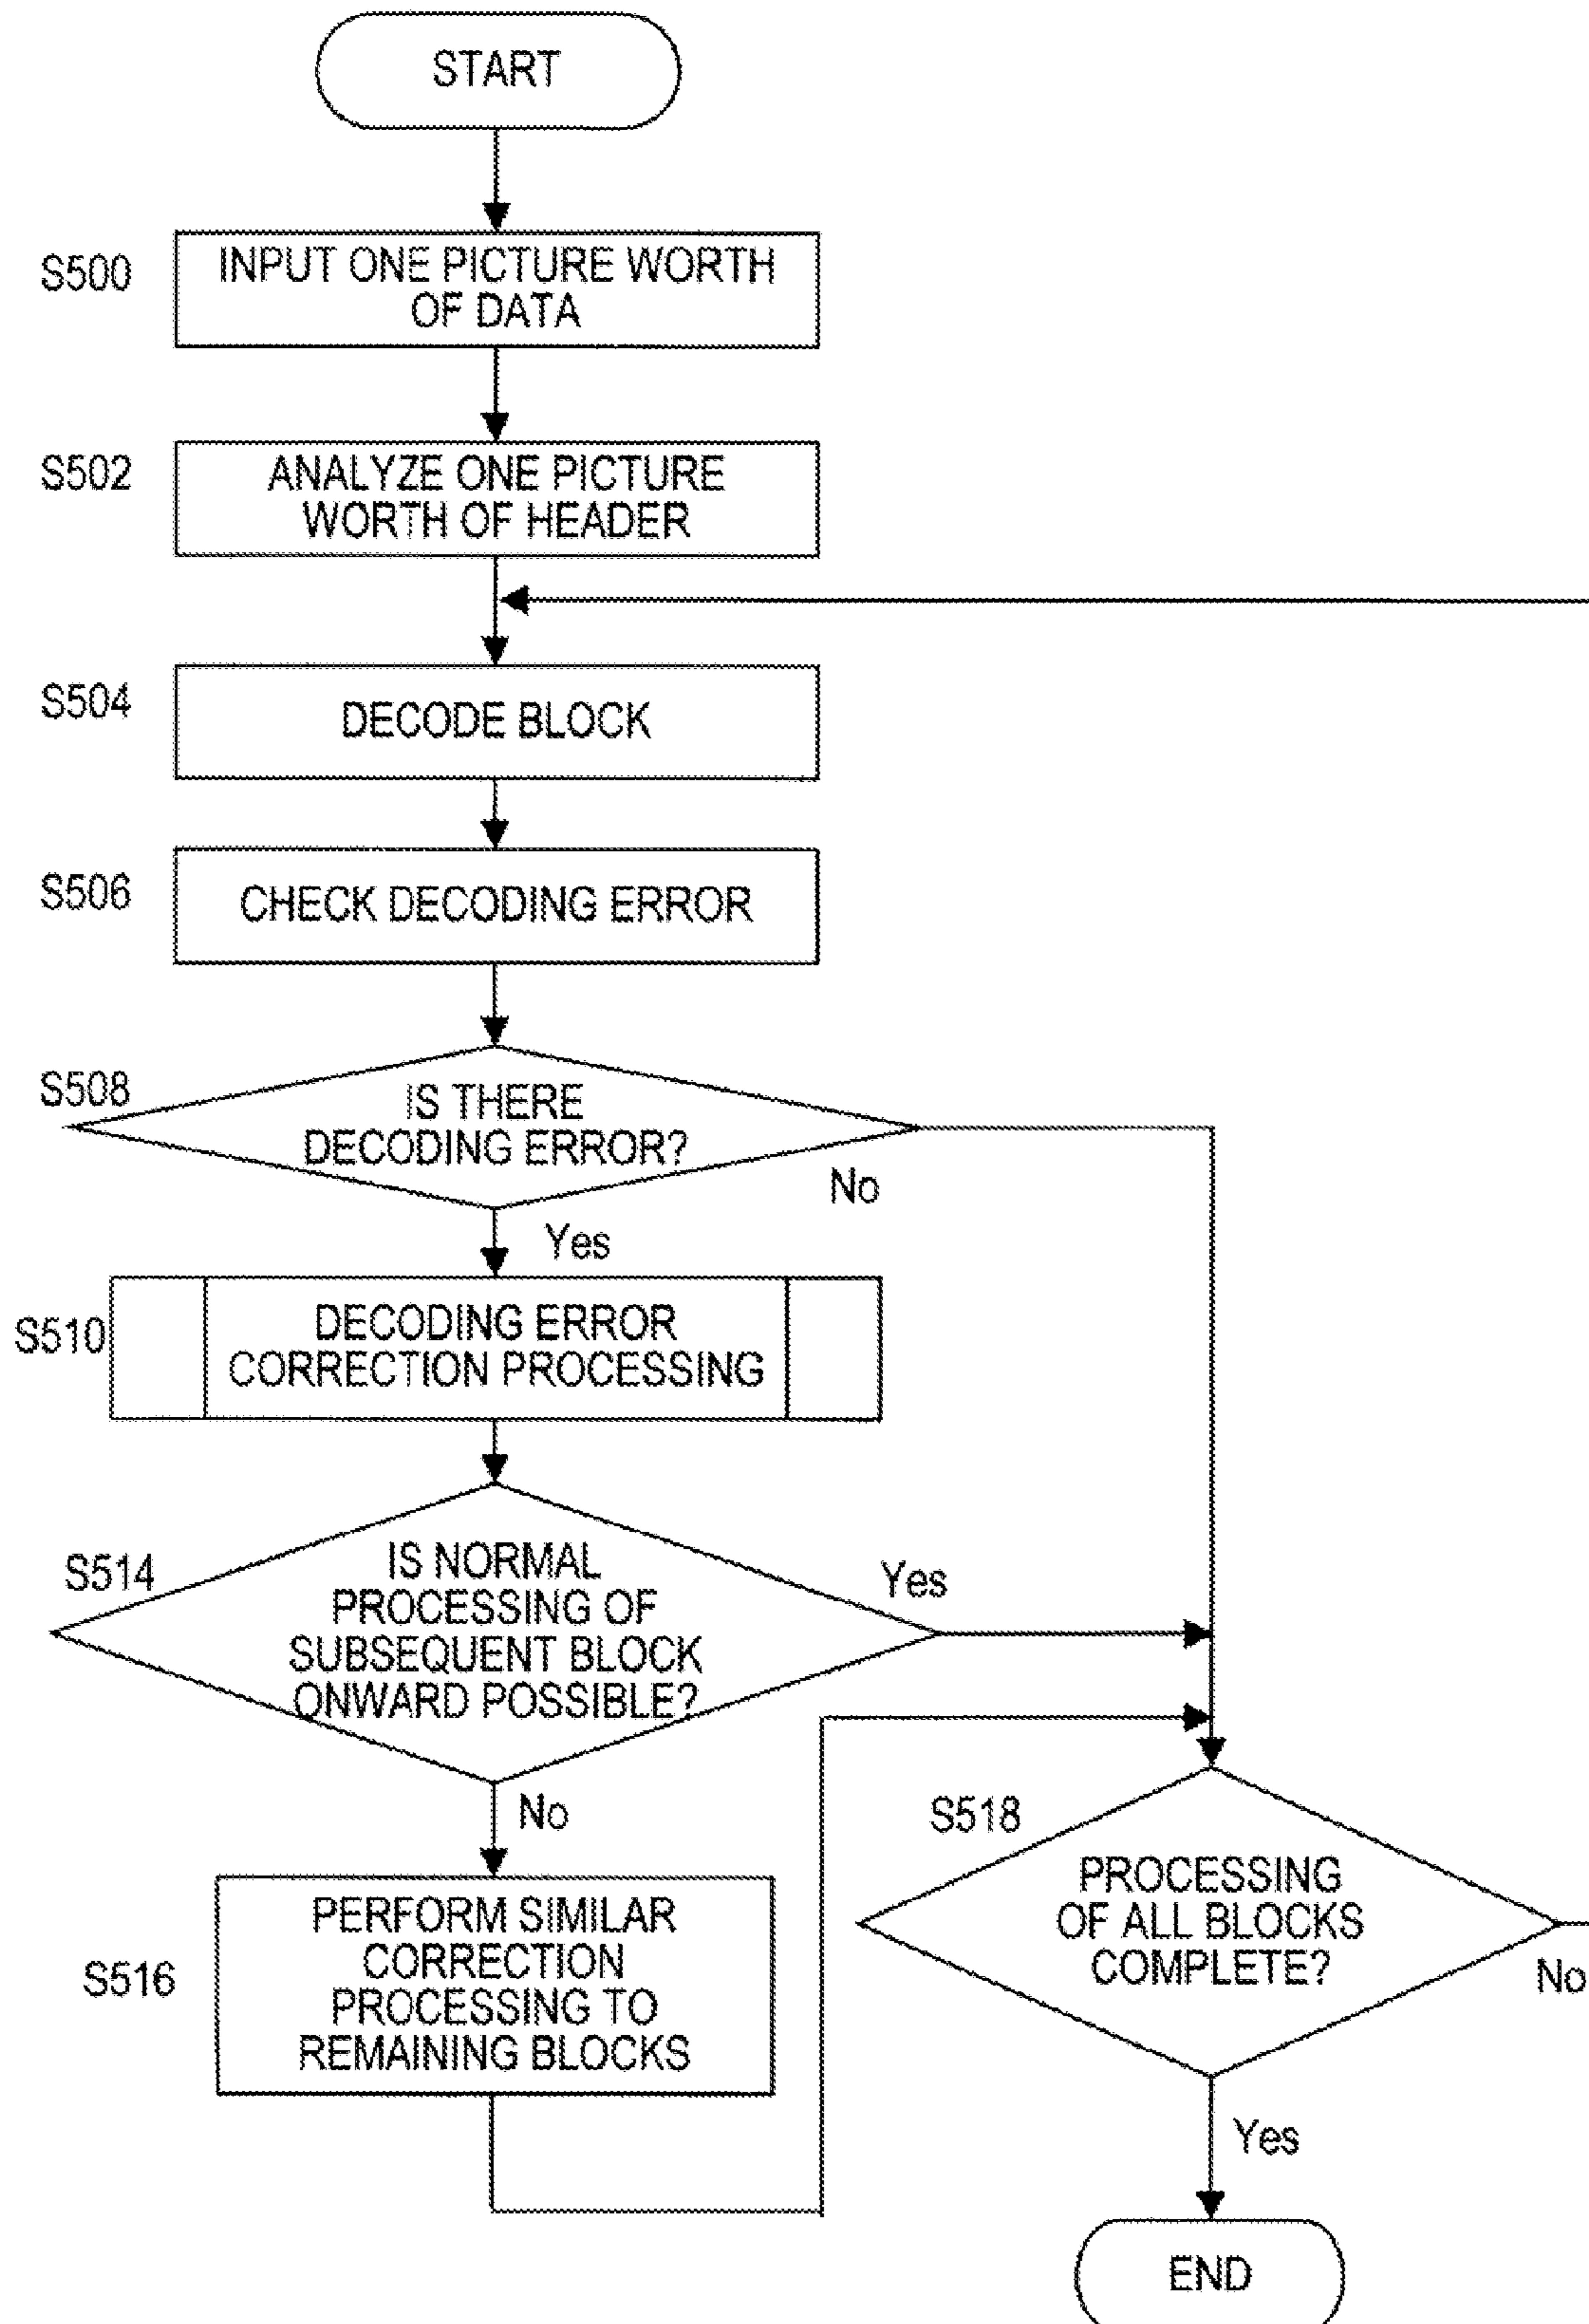 START
S500
INPUT ONE PICTURE WORTH
OF DATA
S502
ANALYZE ONE PICTURE
WORTH OF HEADER
S504
DECODE BLOCK
S506
CHECK DECODING ERROR
S508
IS THERE
DECODING ERROR?
No
Yes
S510
DECODING ERROR
CORRECTION PROCESSING
S514
IS NORMAL
PROCESSING OF
SUBSEQUENT BLOCK
ONWARD POSSIBLE?
Yes
No
S516
PERFORM SIMILAR
CORRECTION
PROCESSING TO
REMAINING BLOCKS
S518
PROCESSING
OF ALL BLOCKS
COMPLETE?
No
Yes
END